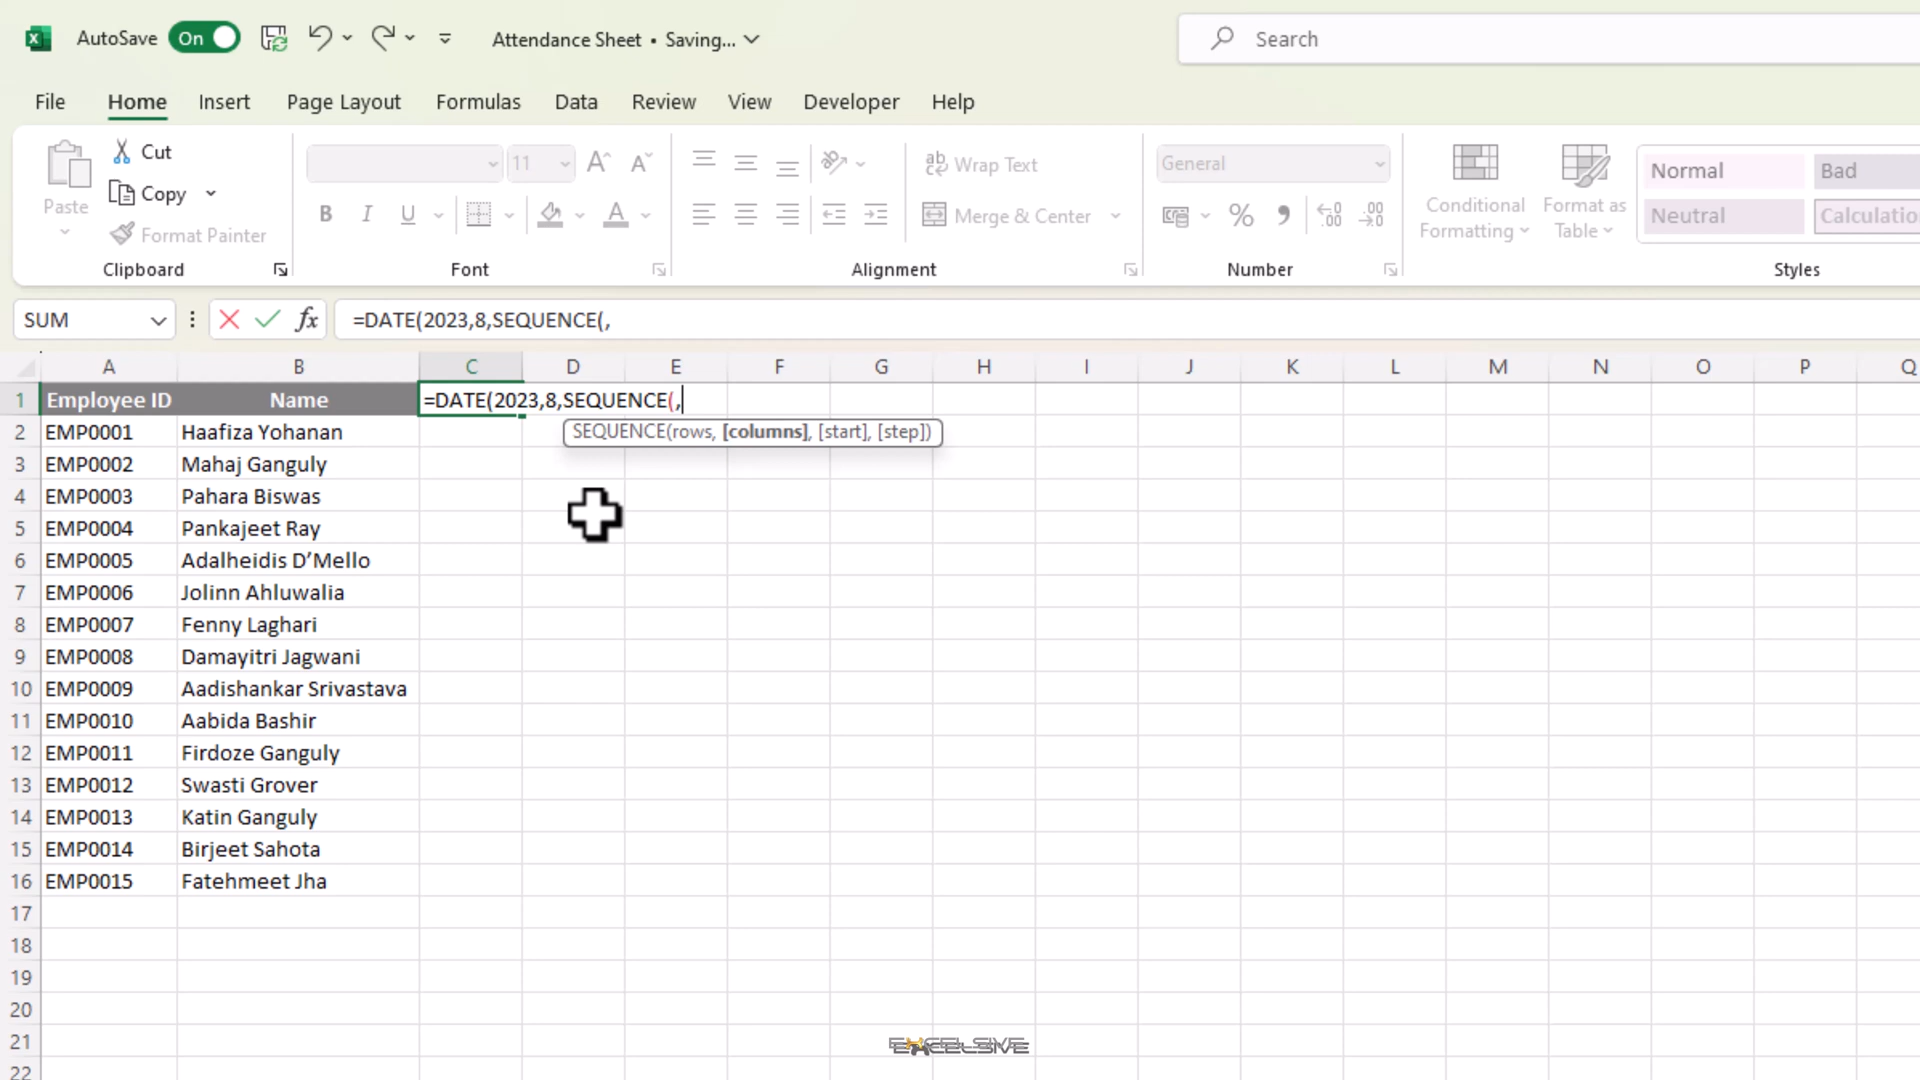 AutoSave On Attendance Sheet • Saving... Search
File Home Insert Page Layout Formulas Data Review View Developer Help
Paste Cut Copy Format Painter
Clipboard
11
B I U A
Font
ab Wrap Text
Merge & Center
Alignment
General
%
Number
Conditional Formatting
Format as Table
Normal Bad
Neutral Calculatio
Styles
SUM fx =DATE(2023,8,SEQUENCE(,
A B C D E F G H I J K L M N O P Q
1 Employee ID Name =DATE(2023,8,SEQUENCE(,
SEQUENCE(rows, [columns], [start], [step])
2 EMP0001 Haafiza Yohanan
3 EMP0002 Mahaj Ganguly
4 EMP0003 Pahara Biswas
5 EMP0004 Pankajeet Ray
6 EMP0005 Adalheidis D’Mello
7 EMP0006 Jolinn Ahluwalia
8 EMP0007 Fenny Laghari
9 EMP0008 Damayitri Jagwani
10 EMP0009 Aadishankar Srivastava
11 EMP0010 Aabida Bashir
12 EMP0011 Firdoze Ganguly
13 EMP0012 Swasti Grover
14 EMP0013 Katin Ganguly
15 EMP0014 Birjeet Sahota
16 EMP0015 Fatehmeet Jha
17
18
19
20
21
22
EXCELSIVE